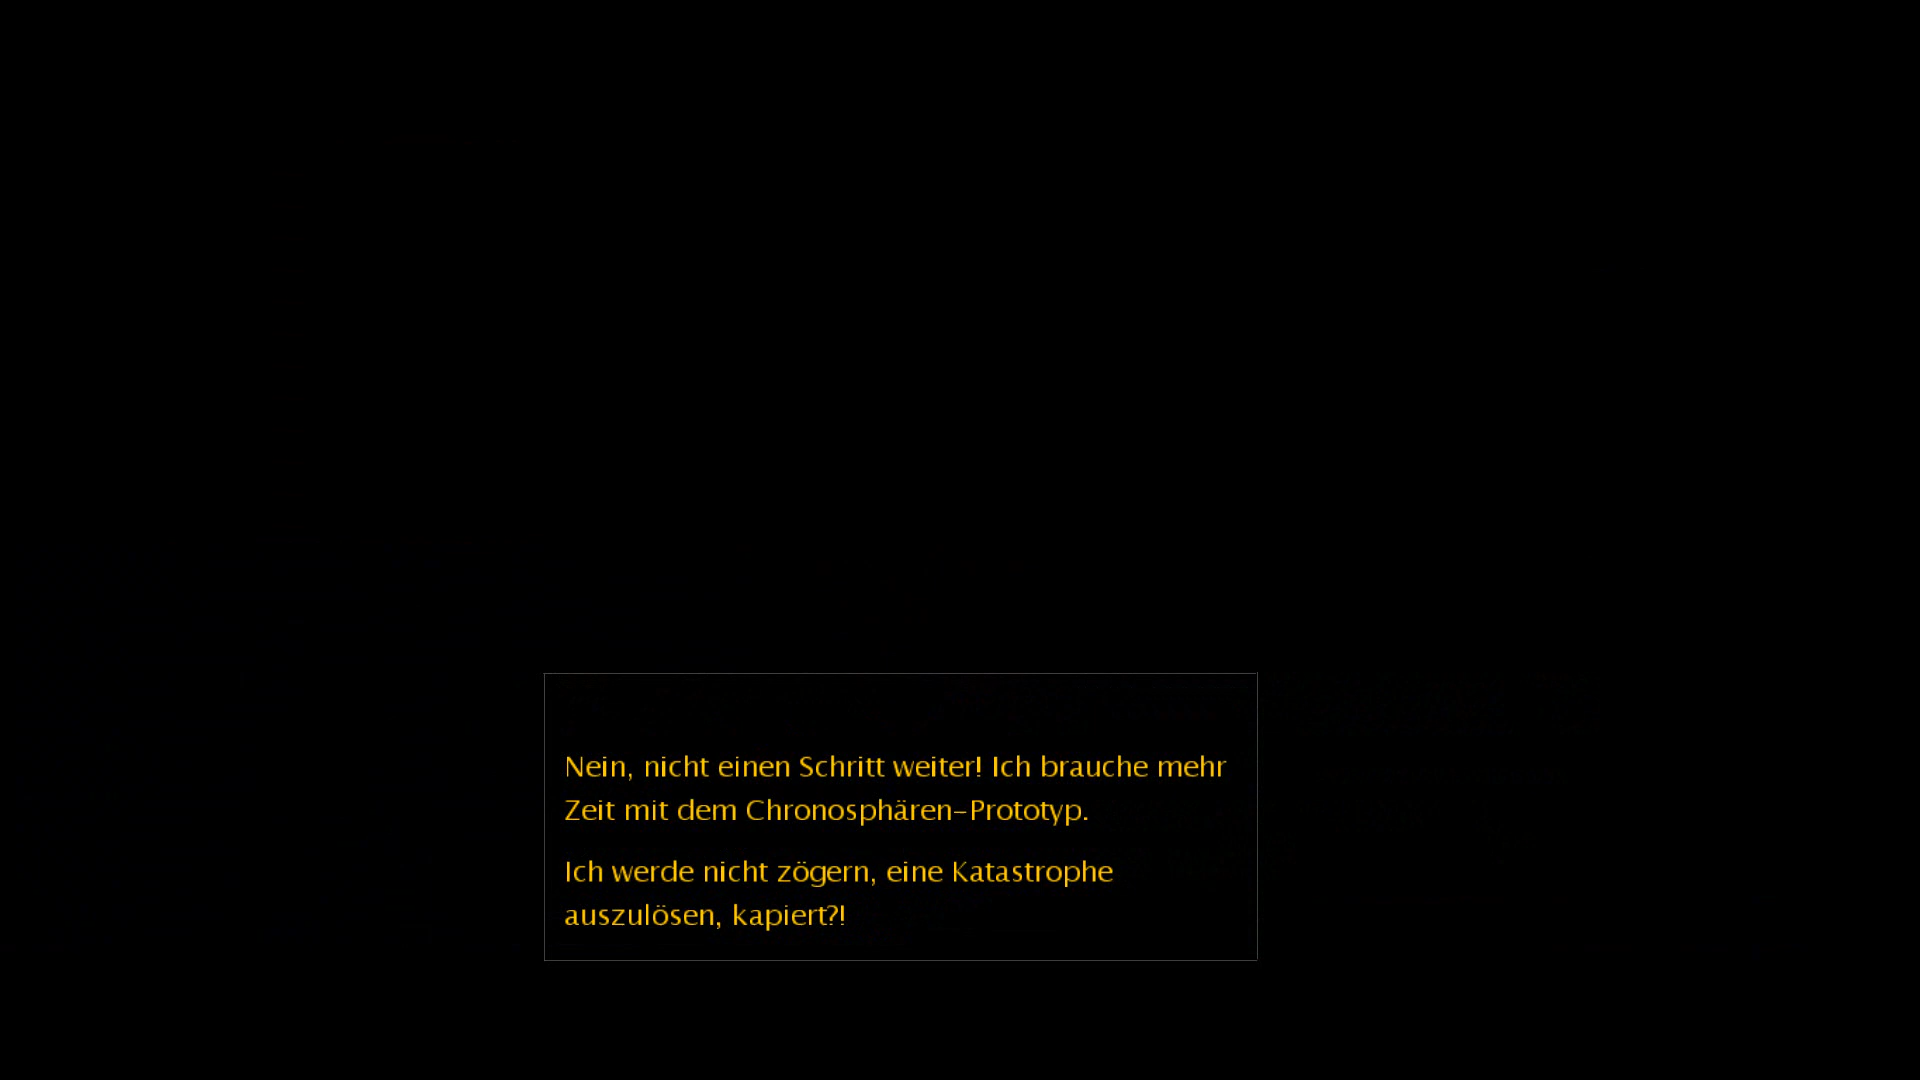 Nein, nicht einen Schritt weiter! Ich brauche mehr
Zeit mit dem Chronosphären-Prototyp.
Ich werde nicht zögern, eine Katastrophe
auszulösen, kapiert?!